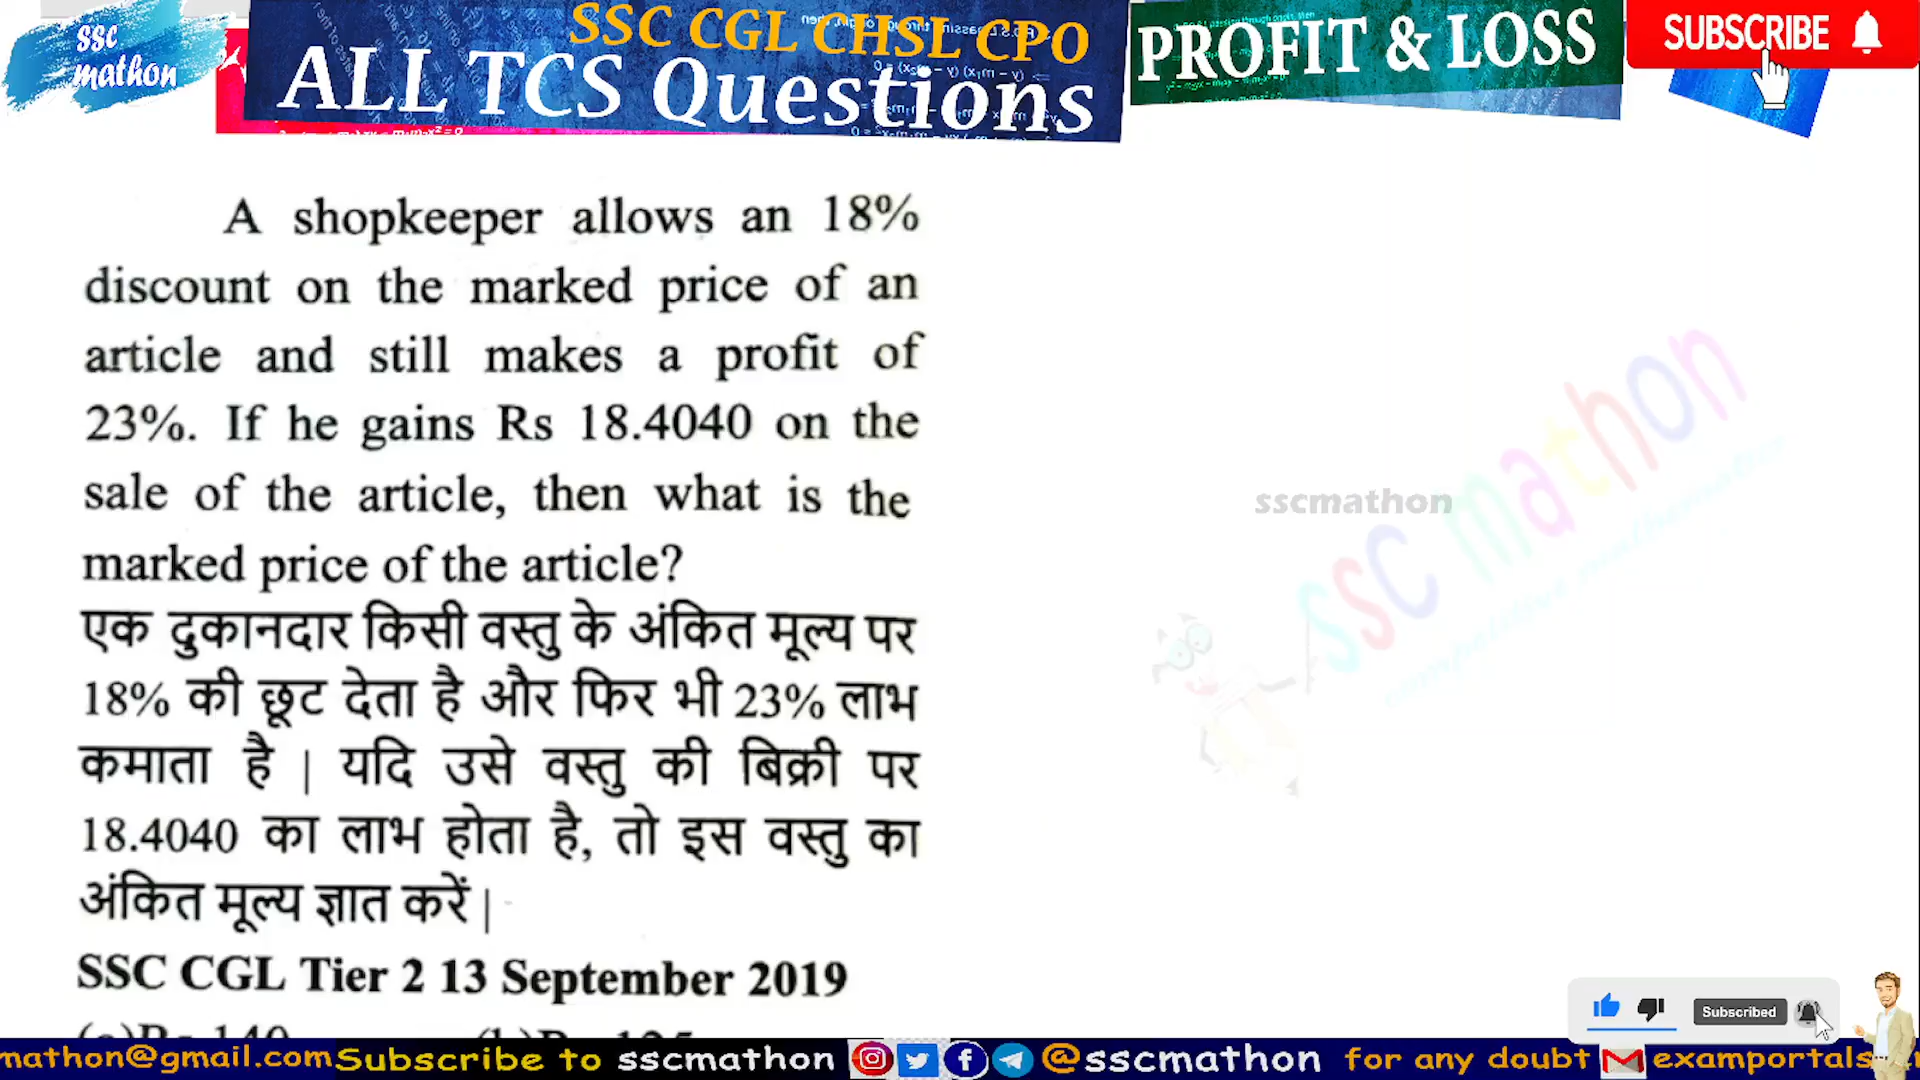 SSC
mathon
SSC CGL CHSL CPO
ALL TCS Questions
PROFIT & LOSS
SUBSCRIBE
A shopkeeper allows an 18%
discount on the marked price of an
article and still makes a profit of
23%. If he gains Rs 18.4040 on the
sale of the article, then what is the
marked price of the article?
एक दुकानदार किसी वस्तु के अंकित मूल्य पर
18% की छूट देता है और फिर भी 23% लाभ
कमाता है | यदि उसे वस्तु की बिक्री पर
18.4040 का लाभ होता है, तो इस वस्तु का
अंकित मूल्य ज्ञात करें |
SSC CGL Tier 2 13 September 2019
sscmathon
ssc mathon
Subscribed
mathon@gmail.com Subscribe to sscmathon @sscmathon for any doubt examportals